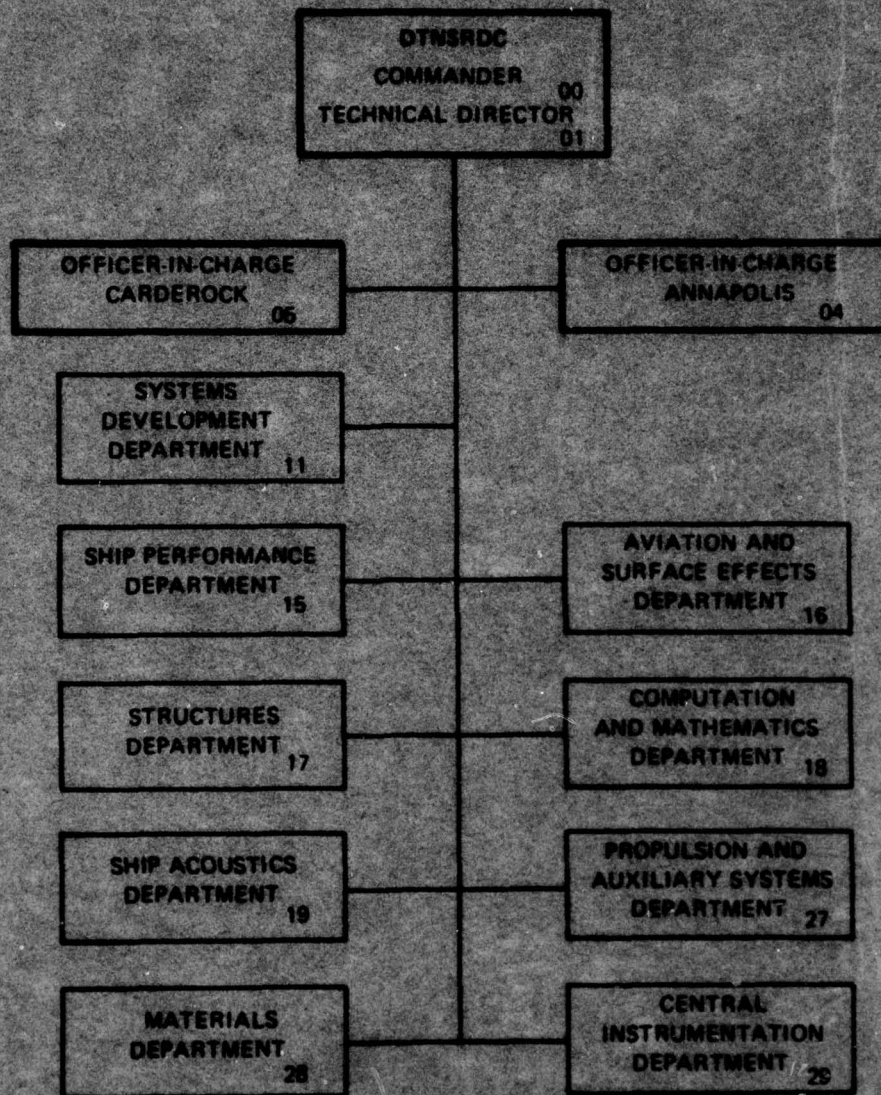 DTNSRDC
COMMANDER
00
TECHNICAL DIRECTOR
01
OFFICER-IN-CHARGE
CARDEROCK
05
OFFICER-IN-CHARGE
ANNAPOLIS
04
SYSTEMS
DEVELOPMENT
DEPARTMENT
11
SHIP PERFORMANCE
DEPARTMENT
15
AVIATION AND
SURFACE EFFECTS
DEPARTMENT
16
STRUCTURES
DEPARTMENT
17
COMPUTATION
AND MATHEMATICS
DEPARTMENT
18
SHIP ACOUSTICS
DEPARTMENT
19
PROPULSION AND
AUXILIARY SYSTEMS
DEPARTMENT
27
MATERIALS
DEPARTMENT
28
CENTRAL
INSTRUMENTATION
DEPARTMENT
29